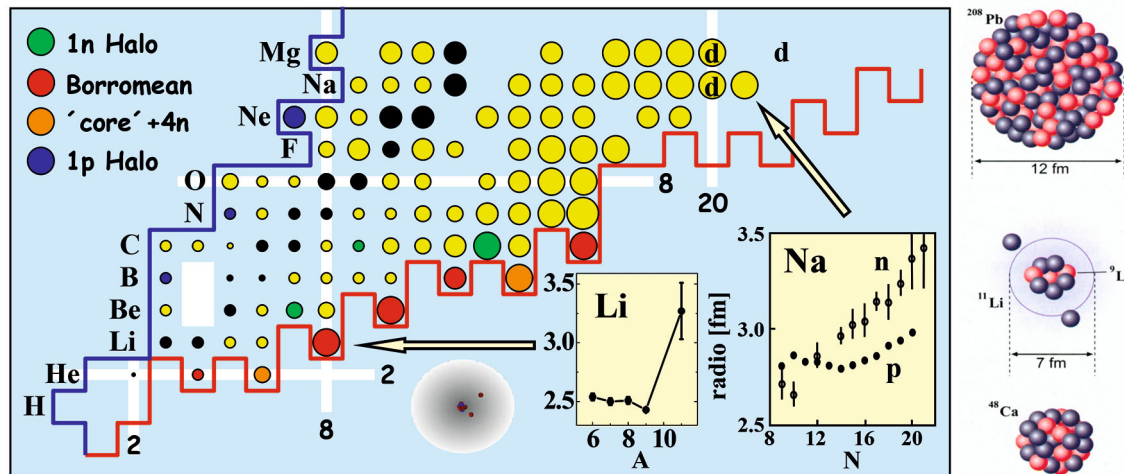 1n Halo
Borromean
´core´+4n
1p Halo
Mg
Na
Ne
F
O
N
C
B
Be
Li
He
H
d d
d
8
20
2
8
2
Li
3.5
3.0
2.5
6 8 10
A
radio [fm]
Na
n
p
3.5
3.0
2.5
8 12 16 20
N
²⁰⁸Pb
12 fm
⁹L
¹¹Li
7 fm
⁴⁸Ca